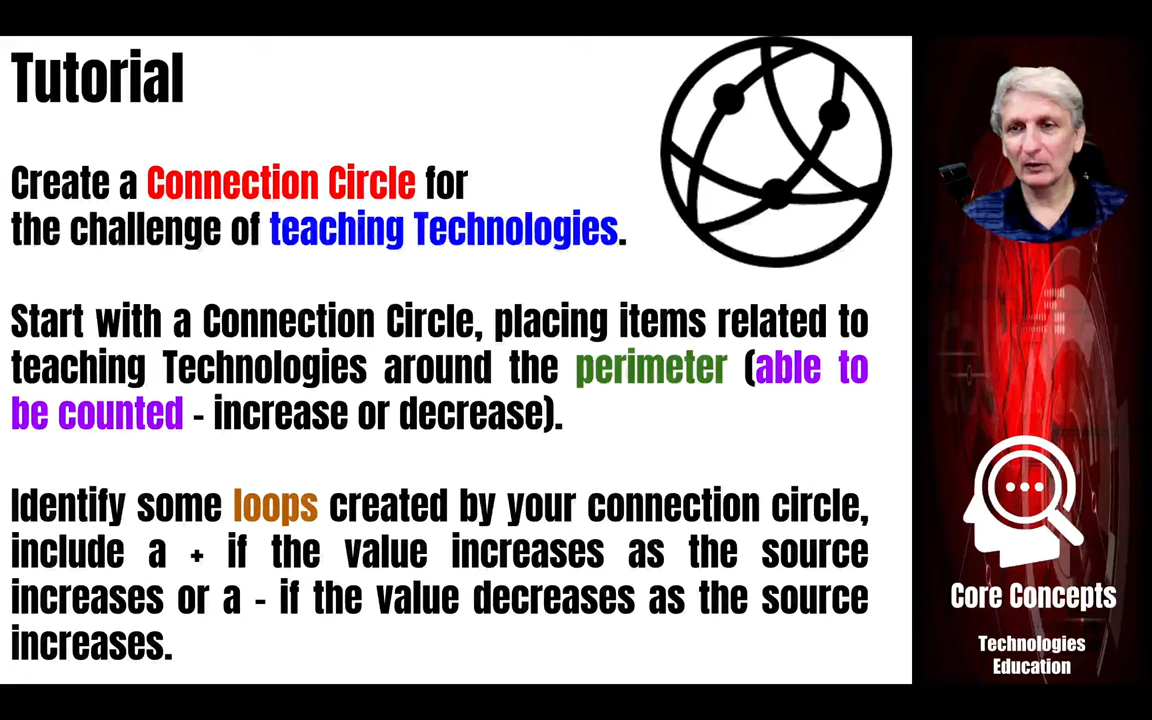 Tutorial
Create a Connection Circle for
the challenge of teaching Technologies.
Start with a Connection Circle, placing items related to
teaching Technologies around the perimeter (able to
be counted - increase or decrease).
Identify some loops created by your connection circle,
include a + if the value increases as the source
increases or a - if the value decreases as the source
increases.
Core Concepts
Technologies
Education